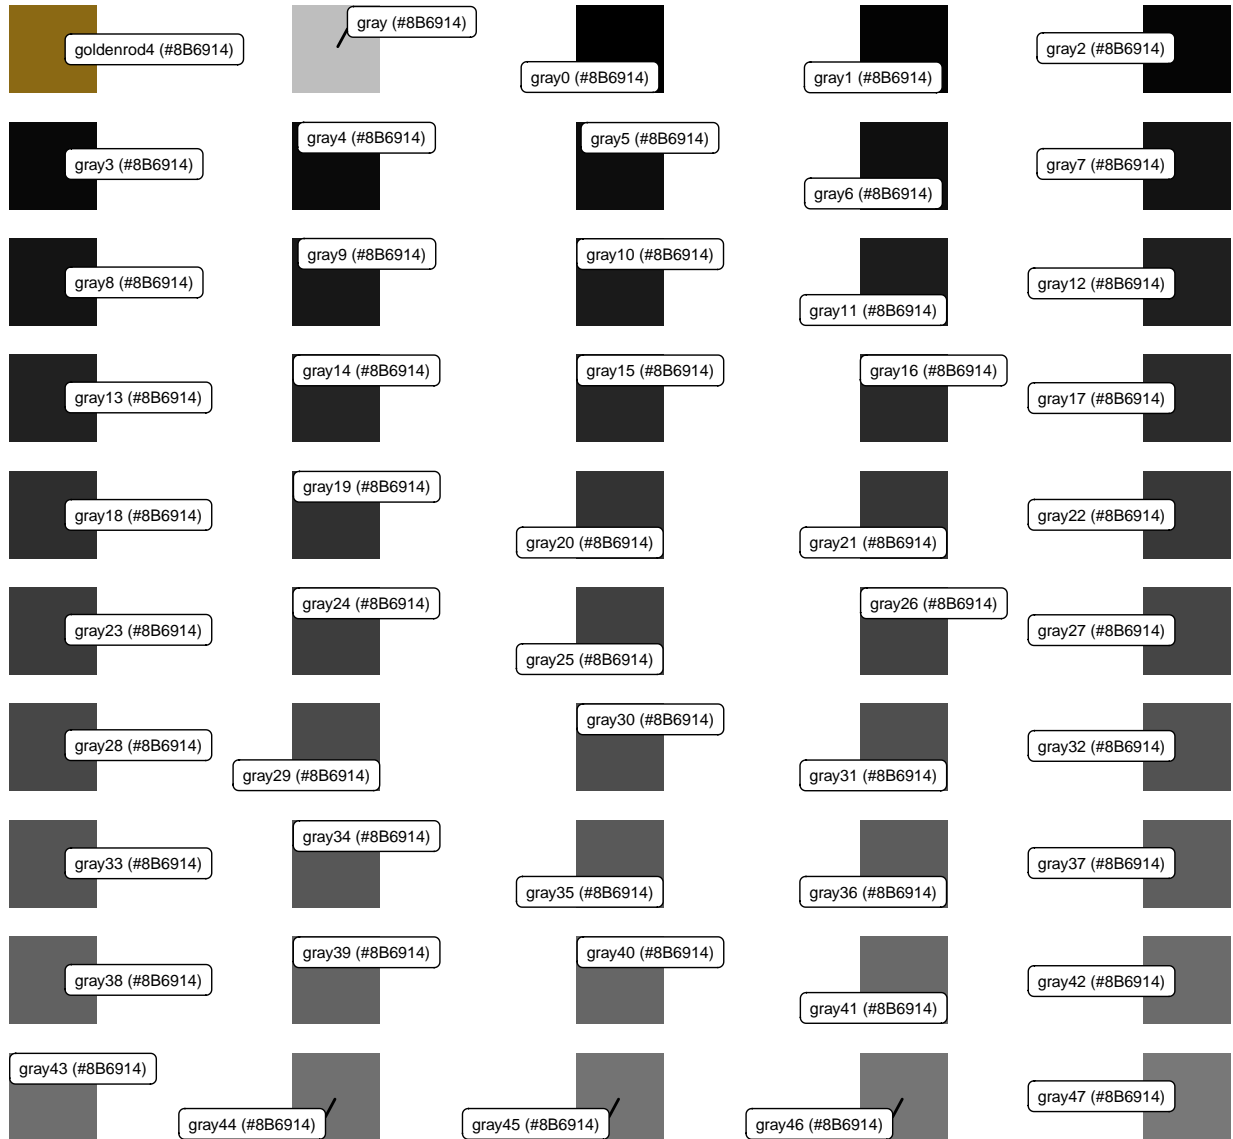 goldenrod4 (#8B6914)
gray (#8B6914)
gray0 (#8B6914)
gray1 (#8B6914)
gray2 (#8B6914)
gray3 (#8B6914)
gray4 (#8B6914)
gray5 (#8B6914)
gray6 (#8B6914)
gray7 (#8B6914)
gray8 (#8B6914)
gray9 (#8B6914)
gray10 (#8B6914)
gray11 (#8B6914)
gray12 (#8B6914)
gray13 (#8B6914)
gray14 (#8B6914)
gray15 (#8B6914)
gray16 (#8B6914)
gray17 (#8B6914)
gray18 (#8B6914)
gray19 (#8B6914)
gray20 (#8B6914)
gray21 (#8B6914)
gray22 (#8B6914)
gray23 (#8B6914)
gray24 (#8B6914)
gray25 (#8B6914)
gray26 (#8B6914)
gray27 (#8B6914)
gray28 (#8B6914)
gray29 (#8B6914)
gray30 (#8B6914)
gray31 (#8B6914)
gray32 (#8B6914)
gray33 (#8B6914)
gray34 (#8B6914)
gray35 (#8B6914)
gray36 (#8B6914)
gray37 (#8B6914)
gray38 (#8B6914)
gray39 (#8B6914)
gray40 (#8B6914)
gray41 (#8B6914)
gray42 (#8B6914)
gray43 (#8B6914)
gray44 (#8B6914)
gray45 (#8B6914)
gray46 (#8B6914)
gray47 (#8B6914)